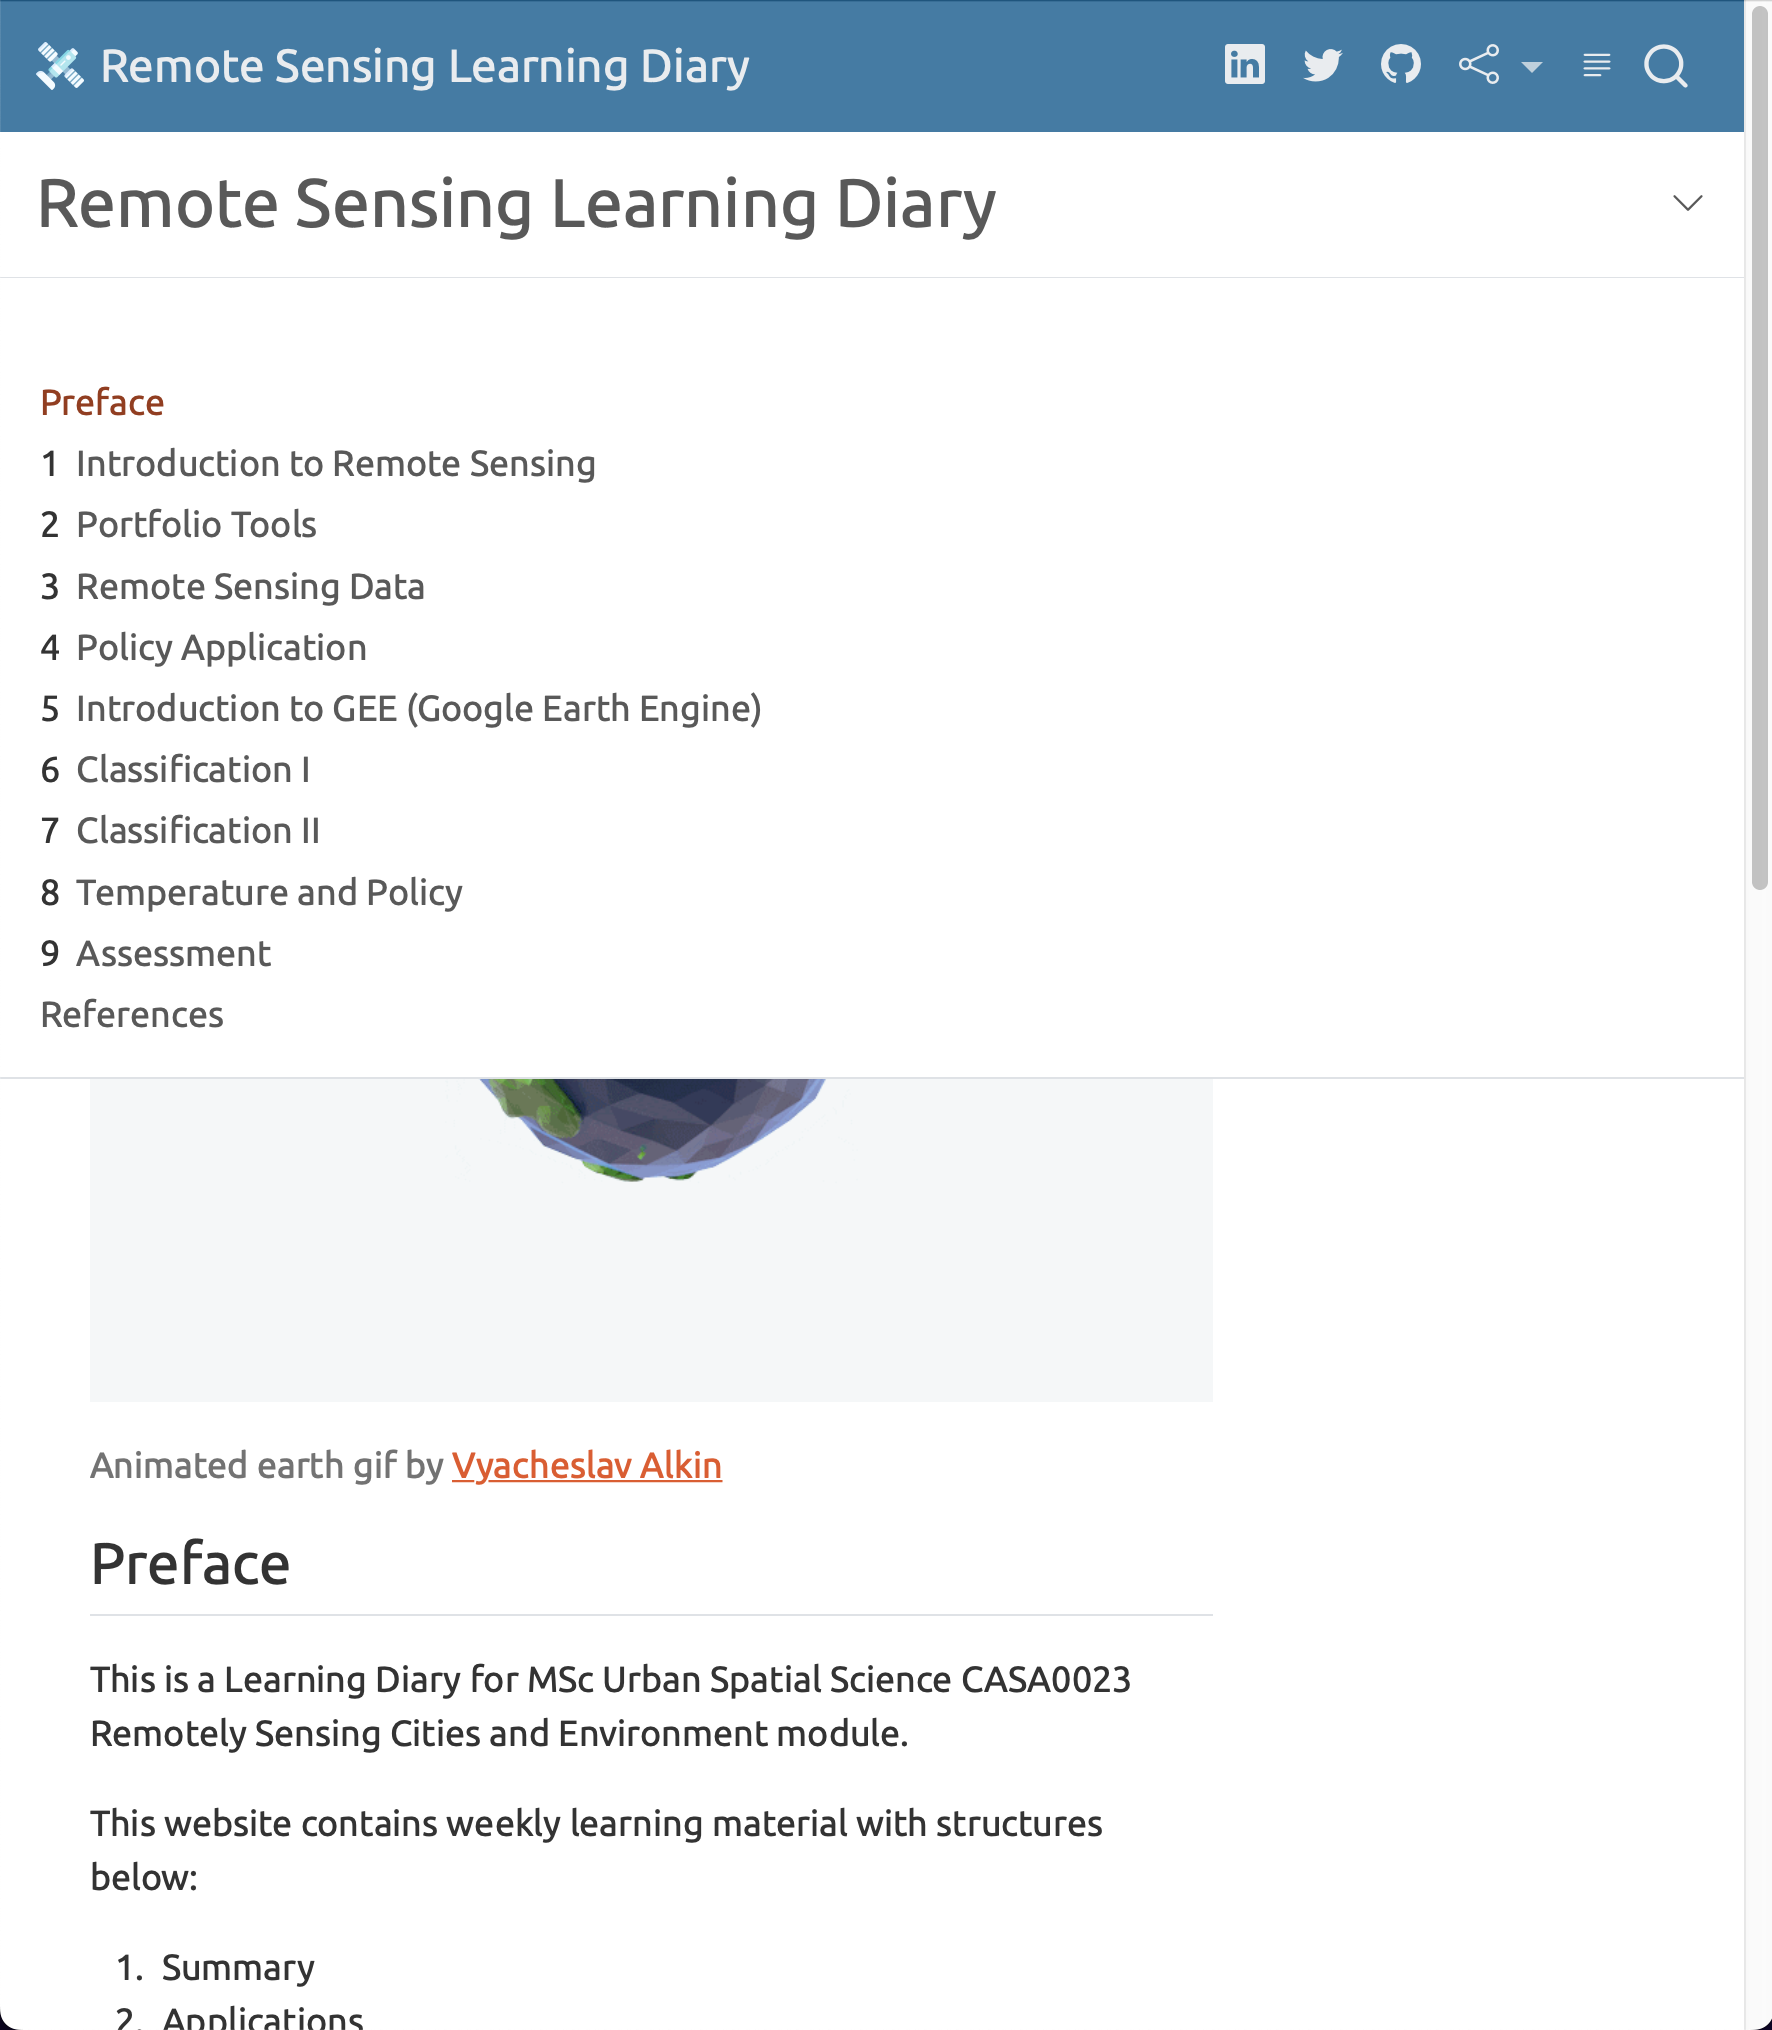 Remote Sensing Learning Diary
Remote Sensing Learning Diary
Preface
1 Introduction to Remote Sensing
2 Portfolio Tools
3 Remote Sensing Data
4 Policy Application
5 Introduction to GEE (Google Earth Engine)
6 Classification I
7 Classification II
8 Temperature and Policy
9 Assessment
References
Animated earth gif by Vyacheslav Alkin
Preface
This is a Learning Diary for MSc Urban Spatial Science CASA0023
Remotely Sensing Cities and Environment module.
This website contains weekly learning material with structures
below:
1. Summary
2. Applications